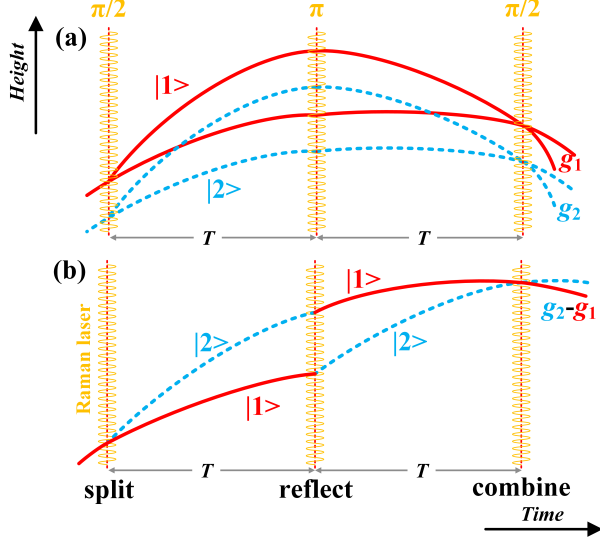 π/2 π π/2
(a)
Height
|1>
|2>
g1
g2
T T
(b)
|1>
|2>
|2>
|1>
g2-g1
Raman laser
T T
split reflect combine
Time